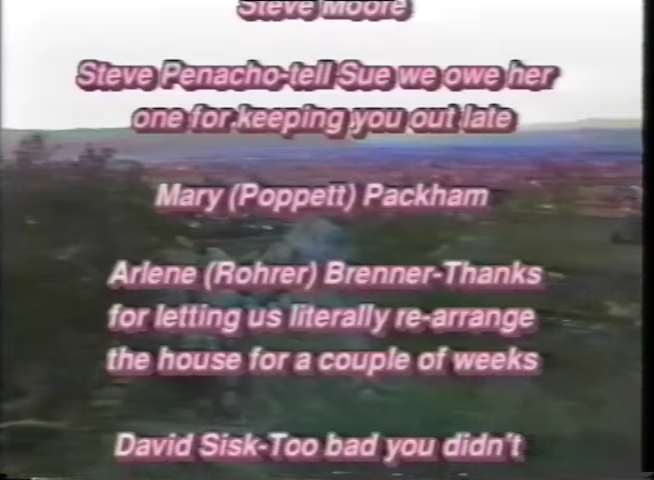 Steve Moore
Steve Penacho-tell Sue we owe her
one for keeping you out late
Mary (Poppett) Packham
Arlene (Rohrer) Brenner-Thanks
for letting us literally re-arrange
the house for a couple of weeks
David Sisk-Too bad you didn't